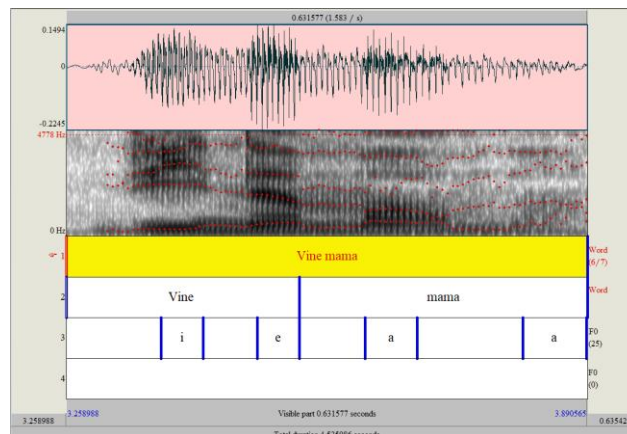 0.631577 (1.583 / s)
0.1494
0
-0.2245
4778 Hz
0 Hz
1 Vine mama Word (6/7)
2 Vine mama Word
3 i e a a F0 (25)
4 F0 (0)
3.258988 3.258988 Visible part 0.631577 seconds 3.890565 0.63542